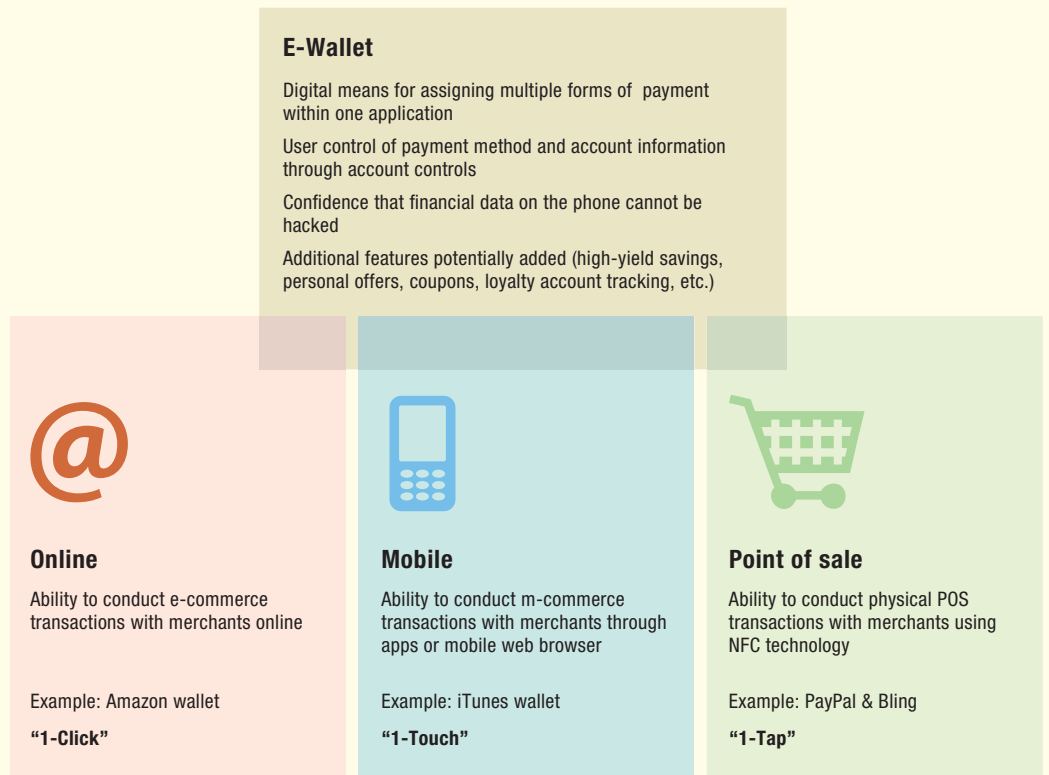 E-Wallet
Digital means for assigning multiple forms of payment
within one application
User control of payment method and account information
through account controls
Confidence that financial data on the phone cannot be
hacked
Additional features potentially added (high-yield savings,
personal offers, coupons, loyalty account tracking, etc.)
@
Online
Ability to conduct e-commerce
transactions with merchants online
Example: Amazon wallet
“1-Click”
Mobile
Ability to conduct m-commerce
transactions with merchants through
apps or mobile web browser
Example: iTunes wallet
“1-Touch”
Point of sale
Ability to conduct physical POS
transactions with merchants using
NFC technology
Example: PayPal & Bling
“1-Tap”